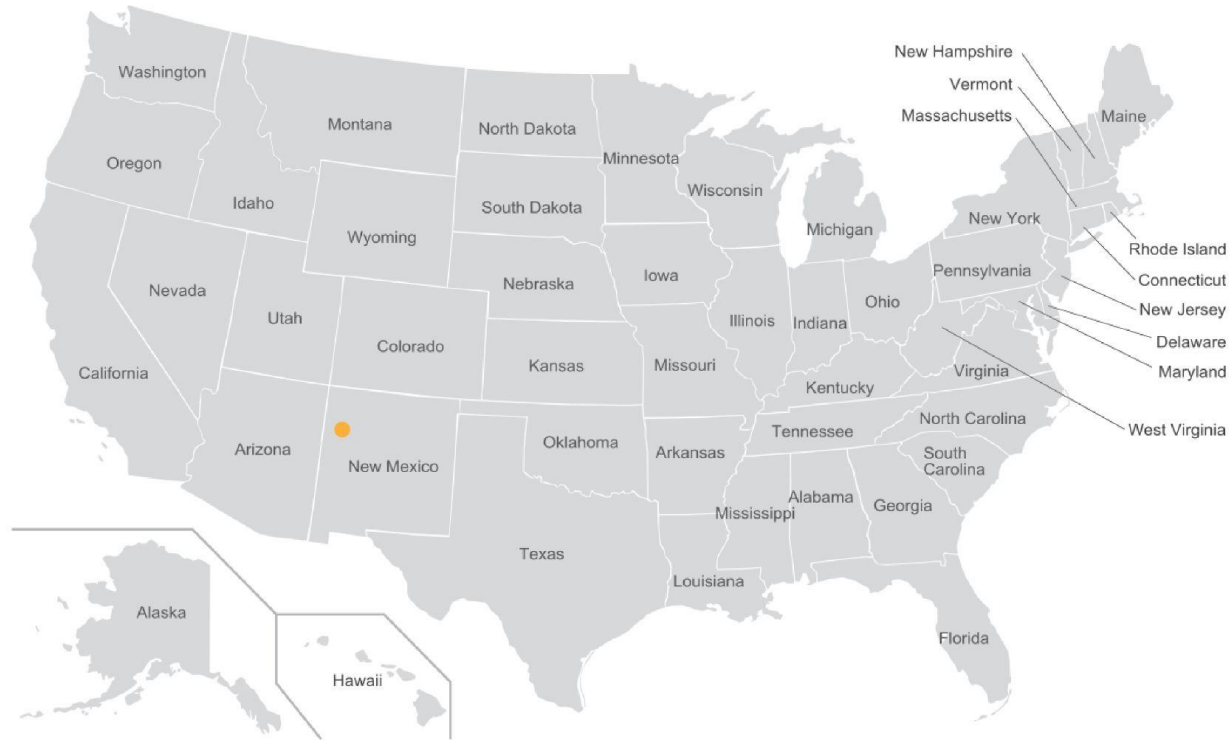 New Hampshire
Vermont
Massachusetts
Washington
Montana
North Dakota
Minnesota
Maine
Oregon
Idaho
Wisconsin
South Dakota
Wyoming
Michigan
New York
Rhode Island
Nevada
Utah
Nebraska
Iowa
Pennsylvania
Connecticut
Illinois
Indiana
Ohio
New Jersey
Colorado
Kansas
Missouri
Delaware
California
Kentucky
Virginia
Maryland
Arizona
New Mexico
Oklahoma
Arkansas
Tennessee
North Carolina
West Virginia
South
Carolina
Mississippi
Alabama
Georgia
Texas
Louisiana
Alaska
Hawaii
Florida